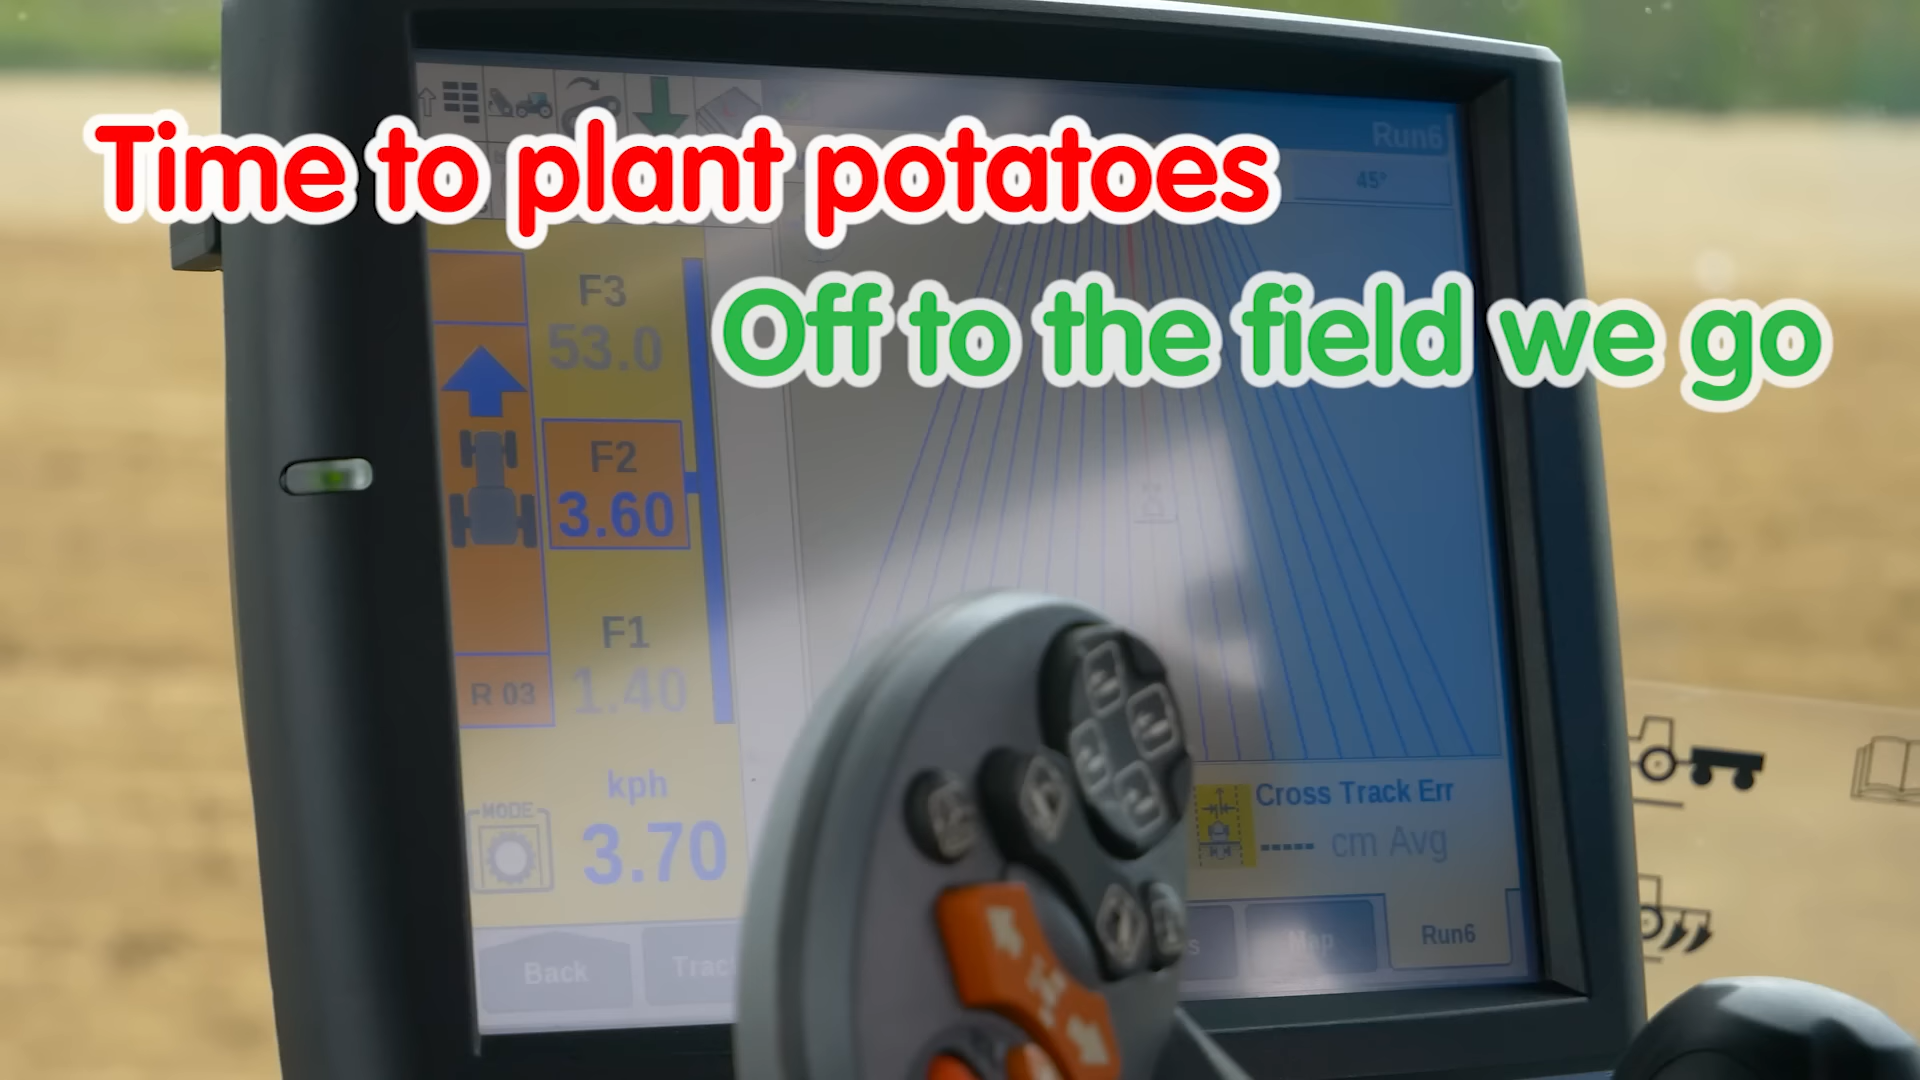 Time to plant potatoes
Off to the field we go
Run6
45°
F3
53.0
F2
3.60
F1
1.40
R 03
kph
MODE
3.70
Cross Track Err
----- cm Avg
Back
Map
Run6